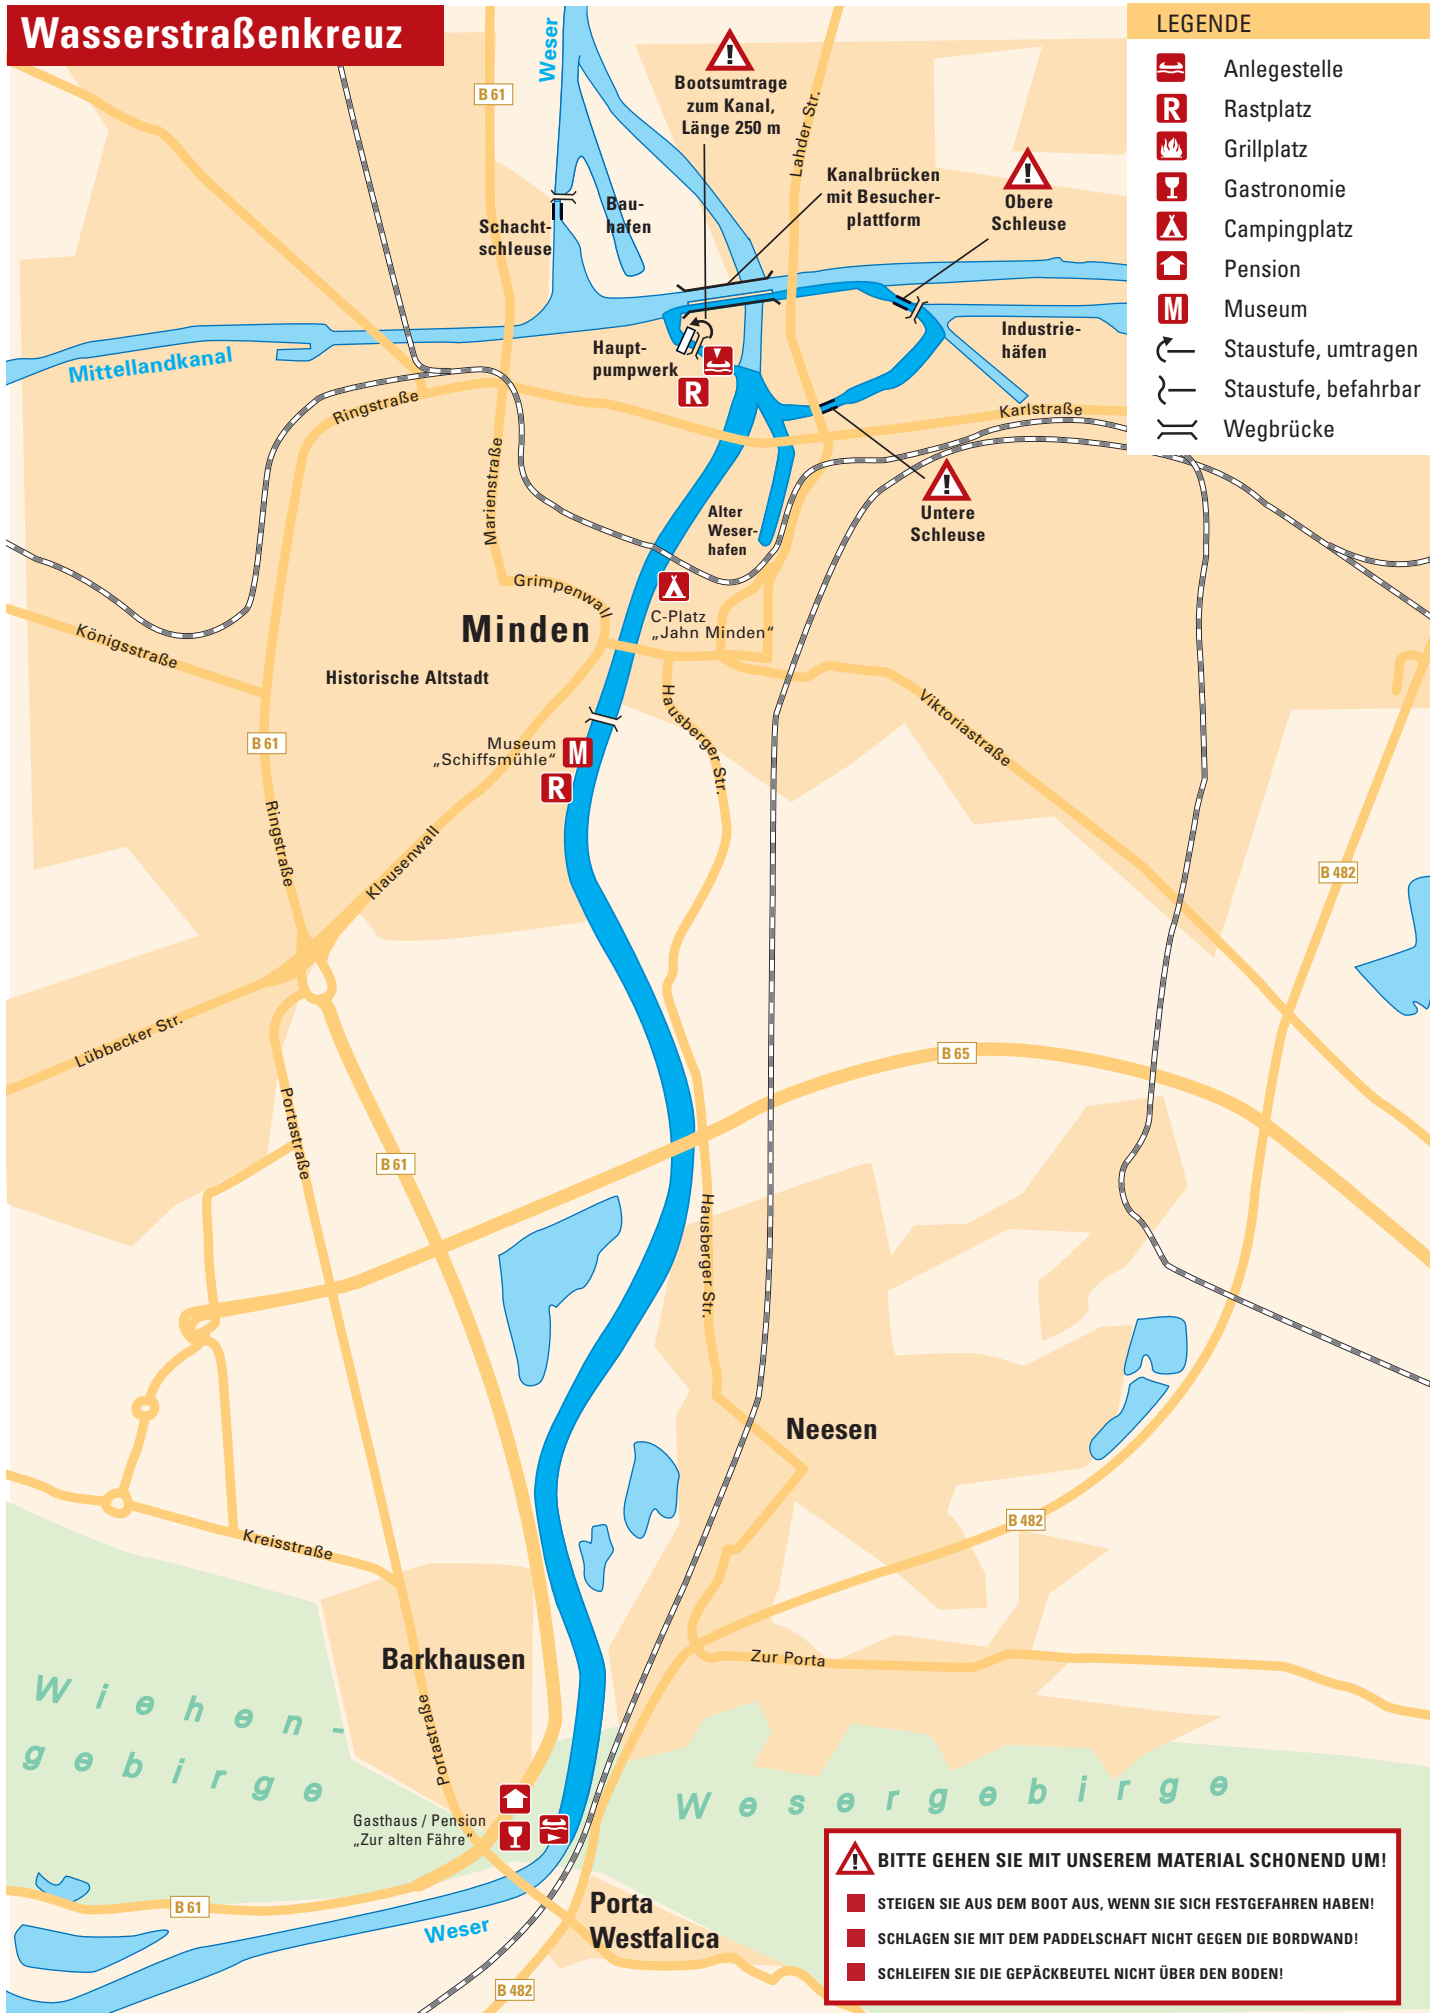 Wasserstraßenkreuz
LEGENDE
Anlegestelle
R
Rastplatz
Grillplatz
Gastronomie
Campingplatz
Pension
M
Museum
Staustufe, umtragen
Staustufe, befahrbar
Wegbrücke
Weser
B 61
!
Bootsumtrage
zum Kanal,
Länge 250 m
Lahder Str.
Kanalbrücken
mit Besucher-
plattform
!
Obere
Schleuse
Bau-
hafen
Schacht-
schleuse
Mittellandkanal
Haupt-
pumpwerk
R
Industrie-
häfen
Ringstraße
Karlstraße
Marienstraße
!
Untere
Schleuse
Alter
Weser-
hafen
Grimpenwall
Minden
C-Platz
„Jahn Minden“
Königsstraße
Historische Altstadt
Hausberger Str.
Viktoriastraße
B 61
Museum
„Schiffsmühle“
M
R
Ringstraße
Klausenwall
B 482
Lübbecker Str.
B 65
Portastraße
B 61
Hausberger Str.
Neesen
B 482
Kreisstraße
Barkhausen
Zur Porta
Wiehen-
gebirge
Portastraße
Wesergebirge
Gasthaus / Pension
„Zur alten Fähre“
B 61
Weser
Porta
Westfalica
B 482
!
BITTE GEHEN SIE MIT UNSEREM MATERIAL SCHONEND UM!
STEIGEN SIE AUS DEM BOOT AUS, WENN SIE SICH FESTGEFAHREN HABEN!
SCHLAGEN SIE MIT DEM PADDELSCHAFT NICHT GEGEN DIE BORDWAND!
SCHLEIFEN SIE DIE GEPÄCKBEUTEL NICHT ÜBER DEN BODEN!